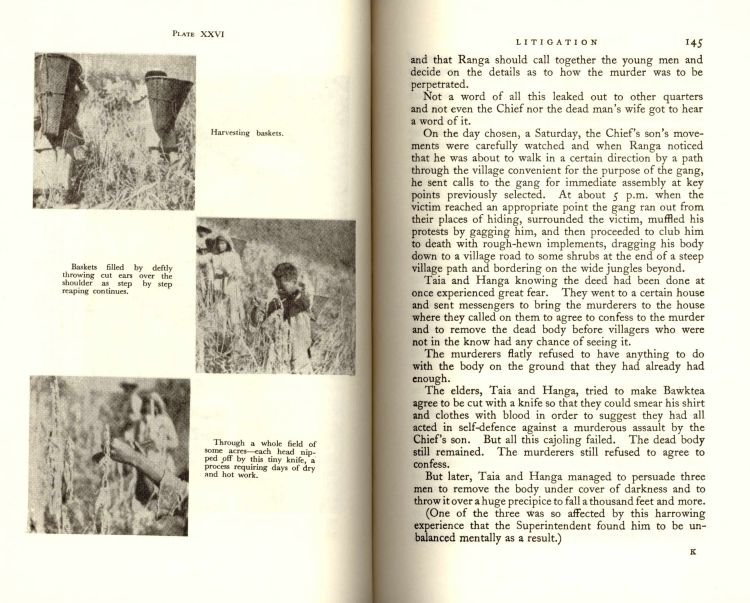 PLATE XXVI
Harvesting baskets.
Baskets filled by deftly
throwing cut ears over the
shoulder as step by step
reaping continues.
Through a whole field of
some acres—each head nip-
ped off by this tiny knife, a
process requiring days of dry
and hot work.
LITIGATION 145
and that Ranga should call together the young men and
decide on the details as to how the murder was to be
perpetrated.
Not a word of all this leaked out to other quarters
and not even the Chief nor the dead man's wife got to hear
a word of it.
On the day chosen, a Saturday, the Chief's son's move-
ments were carefully watched and when Ranga noticed
that he was about to walk in a certain direction by a path
through the village convenient for the purpose of the gang,
he sent calls to the gang for immediate assembly at key
points previously selected. At about 5 p.m. when the
victim reached an appropriate point the gang ran out from
their places of hiding, surrounded the victim, muffled his
protests by gagging him, and then proceeded to club him
to death with rough-hewn implements, dragging his body
down to a village road to some shrubs at the end of a steep
village path and bordering on the wide jungles beyond.
Taia and Hanga knowing the deed had been done at
once experienced great fear. They went to a certain house
and sent messengers to bring the murderers to the house
where they called on them to agree to confess to the murder
and to remove the dead body before villagers who were
not in the know had any chance of seeing it.
The murderers flatly refused to have anything to do
with the body on the ground that they had already had
enough.
The elders, Taia and Hanga, tried to make Bawktea
agree to be cut with a knife so that they could smear his shirt
and clothes with blood in order to suggest they had all
acted in self-defence against a murderous assault by the
Chief's son. But all this cajoling failed. The dead body
still remained. The murderers still refused to agree to
confess.
But later, Taia and Hanga managed to persuade three
men to remove the body under cover of darkness and to
throw it over a huge precipice to fall a thousand feet and more.
(One of the three was so affected by this harrowing
experience that the Superintendent found him to be un-
balanced mentally as a result.)
K